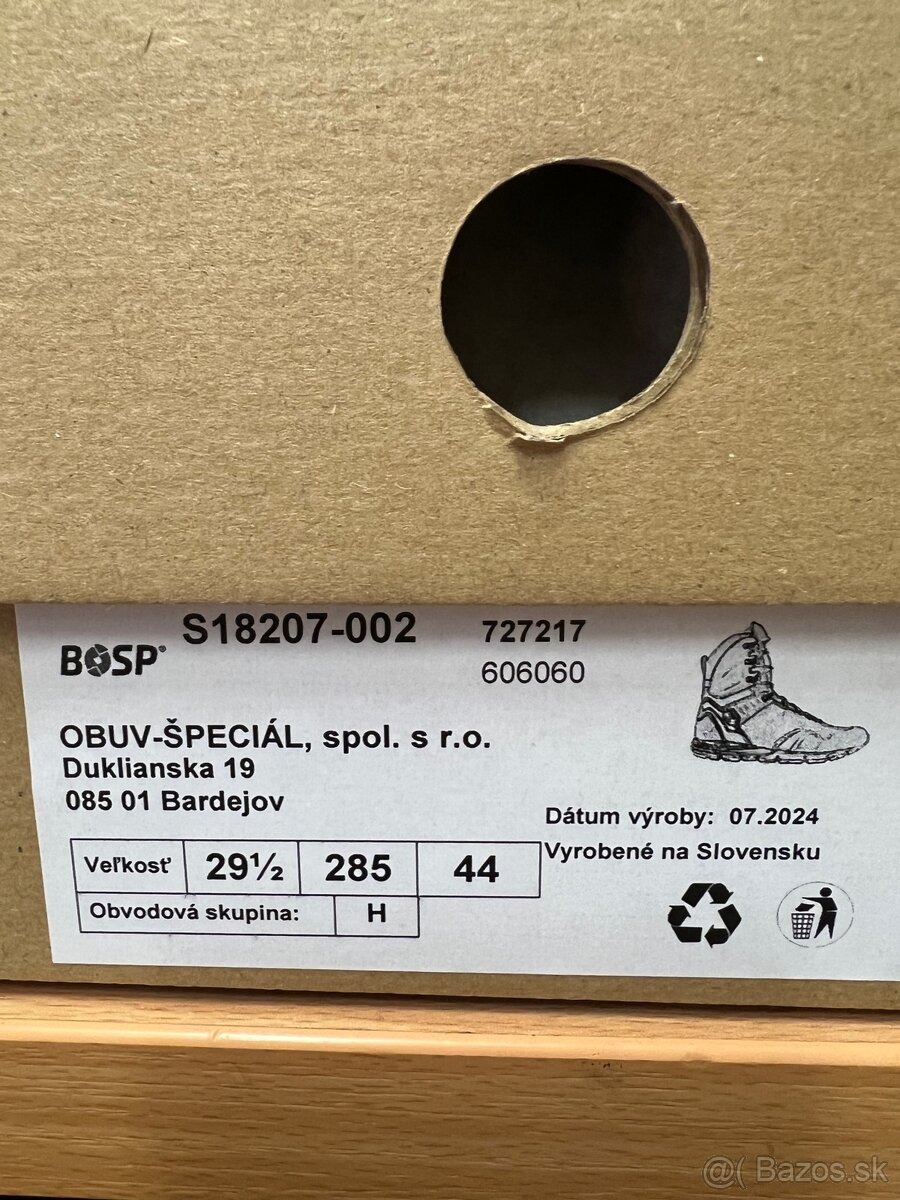 S18207-002
727217
BOSP®
606060
OBUV-ŠPECIÁL, spol. s r.o.
Duklianska 19
085 01 Bardejov
Dátum výroby: 07.2024
Vyrobené na Slovensku
Veľkosť 29½ 285 44
Obvodová skupina: H
@( Bazos.sk